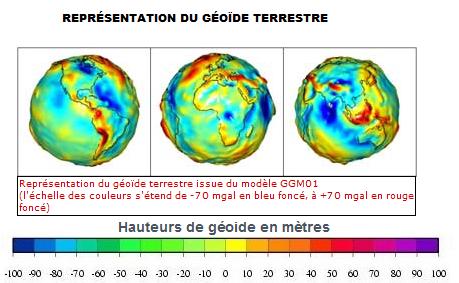 REPRÉSENTATION DU GÉOÏDE TERRESTRE
Représentation du géoïde terrestre issue du modèle GGM01
(l'échelle des couleurs s'étend de -70 mgal en bleu foncé, à +70 mgal en rouge
foncé)
Hauteurs de géoide en mètres
-100 -90 -80 -70 -60 -50 -40 -30 -20 -10 0 10 20 30 40 50 60 70 80 90 100